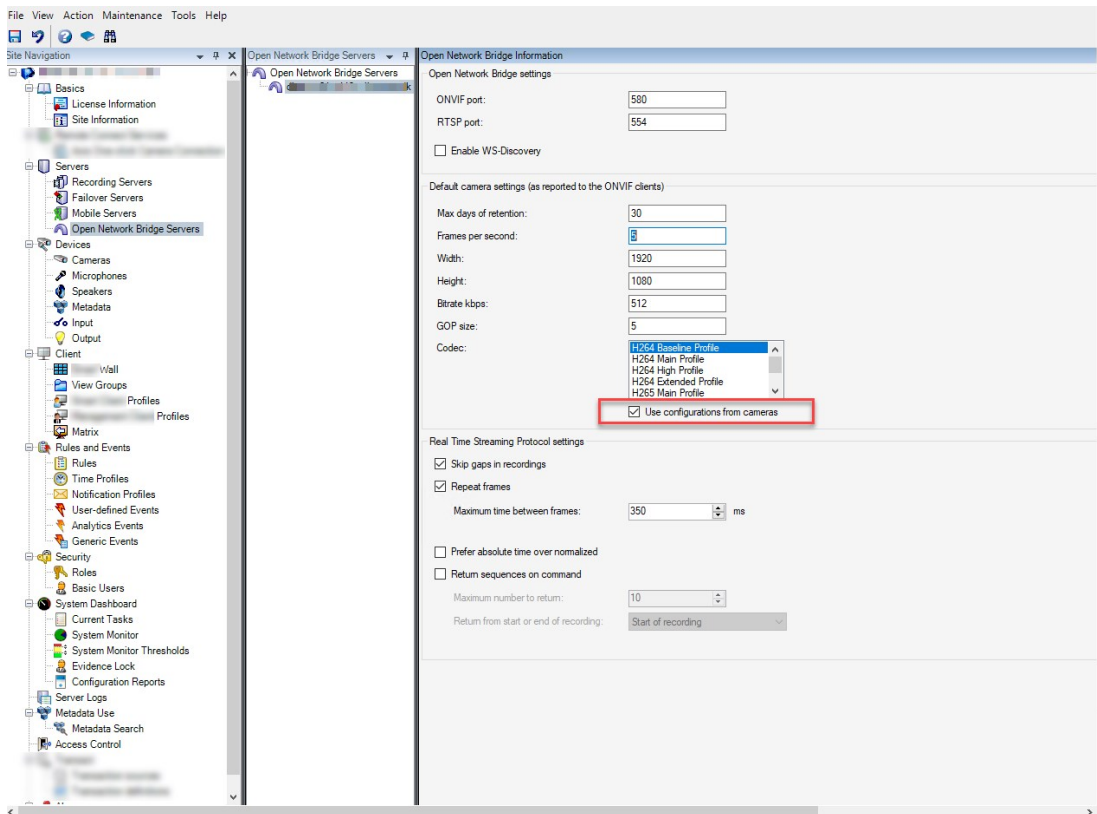 File View Action Maintenance Tools Help
Site Navigation
Basics
License Information
Site Information
Servers
Recording Servers
Failover Servers
Mobile Servers
Open Network Bridge Servers
Devices
Cameras
Microphones
Speakers
Metadata
Input
Output
Client
Wall
View Groups
Profiles
Profiles
Matrix
Rules and Events
Rules
Time Profiles
Notification Profiles
User-defined Events
Analytics Events
Generic Events
Security
Roles
Basic Users
System Dashboard
Current Tasks
System Monitor
System Monitor Thresholds
Evidence Lock
Configuration Reports
Server Logs
Metadata Use
Metadata Search
Access Control
Open Network Bridge Servers
Open Network Bridge Servers
Open Network Bridge Information
Open Network Bridge settings
ONVIF port: 580
RTSP port: 554
Enable WS-Discovery
Default camera settings (as reported to the ONVIF clients)
Max days of retention: 30
Frames per second: 5
Width: 1920
Height: 1080
Bitrate kbps: 512
GOP size: 5
Codec: H264 Baseline Profile
H264 Main Profile
H264 High Profile
H264 Extended Profile
H265 Main Profile
Use configurations from cameras
Real Time Streaming Protocol settings
Skip gaps in recordings
Repeat frames
Maximum time between frames: 350 ms
Prefer absolute time over normalized
Return sequences on command
Maximum number to return: 10
Return from start or end of recording: Start of recording